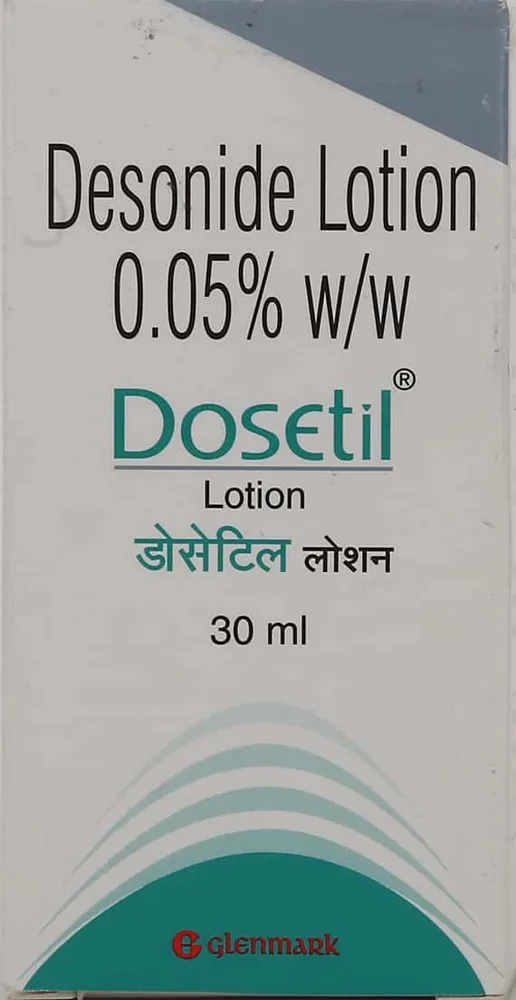 Desonide Lotion
0.05% w/w
Dosetil®
Lotion
डोसेटिल लोशन
30 ml
G glenmark